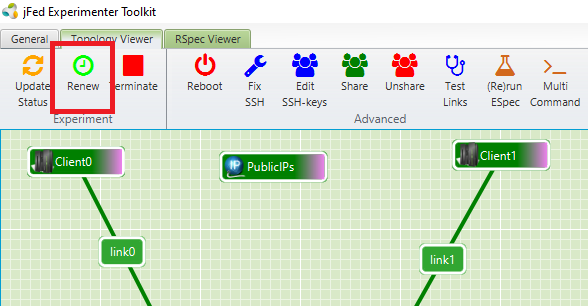 jFed Experimenter Toolkit
General Topology Viewer RSpec Viewer
Update Status
Renew
Terminate
Reboot
Fix SSH
Edit SSH-keys
Share
Unshare
Test Links
(Re)run ESpec
Multi Command
Experiment
Advanced
Client0
IP
PublicIPs
Client1
link0
link1